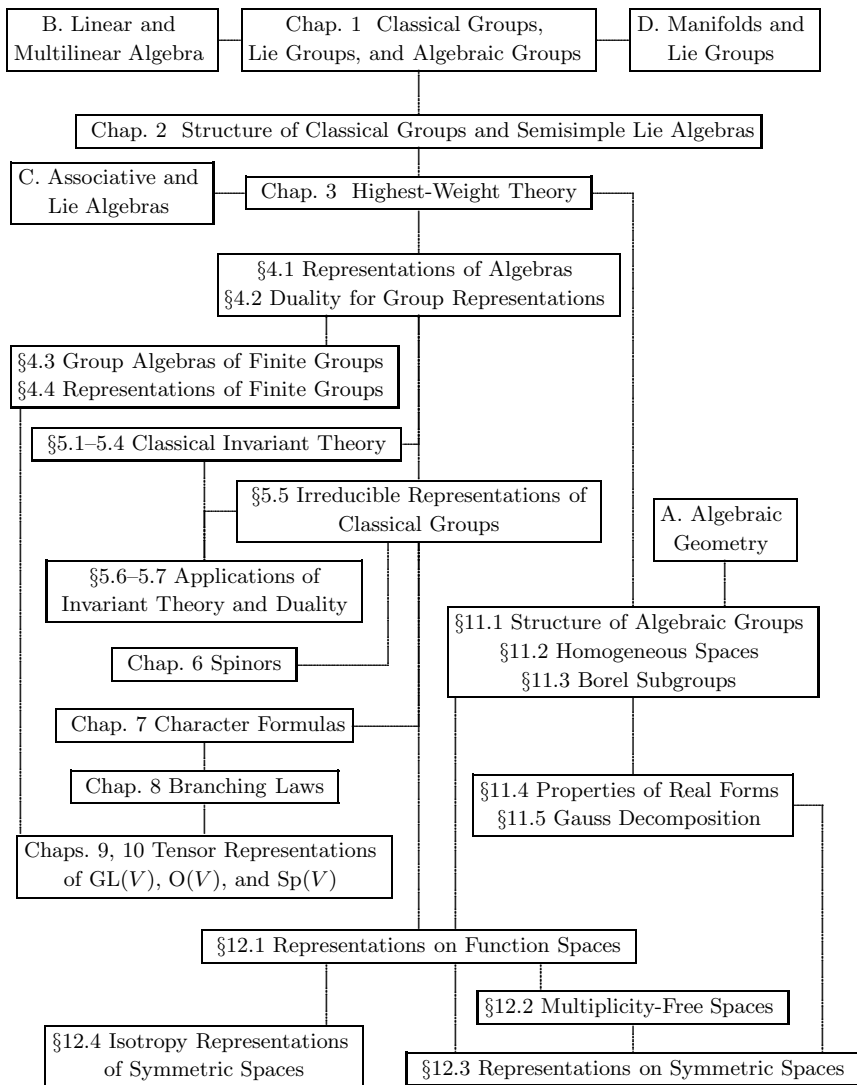 B. Linear and
Multilinear Algebra
Chap. 1 Classical Groups,
Lie Groups, and Algebraic Groups
D. Manifolds and
Lie Groups
Chap. 2 Structure of Classical Groups and Semisimple Lie Algebras
C. Associative and
Lie Algebras
Chap. 3 Highest-Weight Theory
§4.1 Representations of Algebras
§4.2 Duality for Group Representations
§4.3 Group Algebras of Finite Groups
§4.4 Representations of Finite Groups
§5.1–5.4 Classical Invariant Theory
§5.5 Irreducible Representations of
Classical Groups
A. Algebraic
Geometry
§5.6–5.7 Applications of
Invariant Theory and Duality
§11.1 Structure of Algebraic Groups
§11.2 Homogeneous Spaces
§11.3 Borel Subgroups
Chap. 6 Spinors
Chap. 7 Character Formulas
Chap. 8 Branching Laws
§11.4 Properties of Real Forms
§11.5 Gauss Decomposition
Chaps. 9, 10 Tensor Representations
of GL(V), O(V), and Sp(V)
§12.1 Representations on Function Spaces
§12.2 Multiplicity-Free Spaces
§12.4 Isotropy Representations
of Symmetric Spaces
§12.3 Representations on Symmetric Spaces